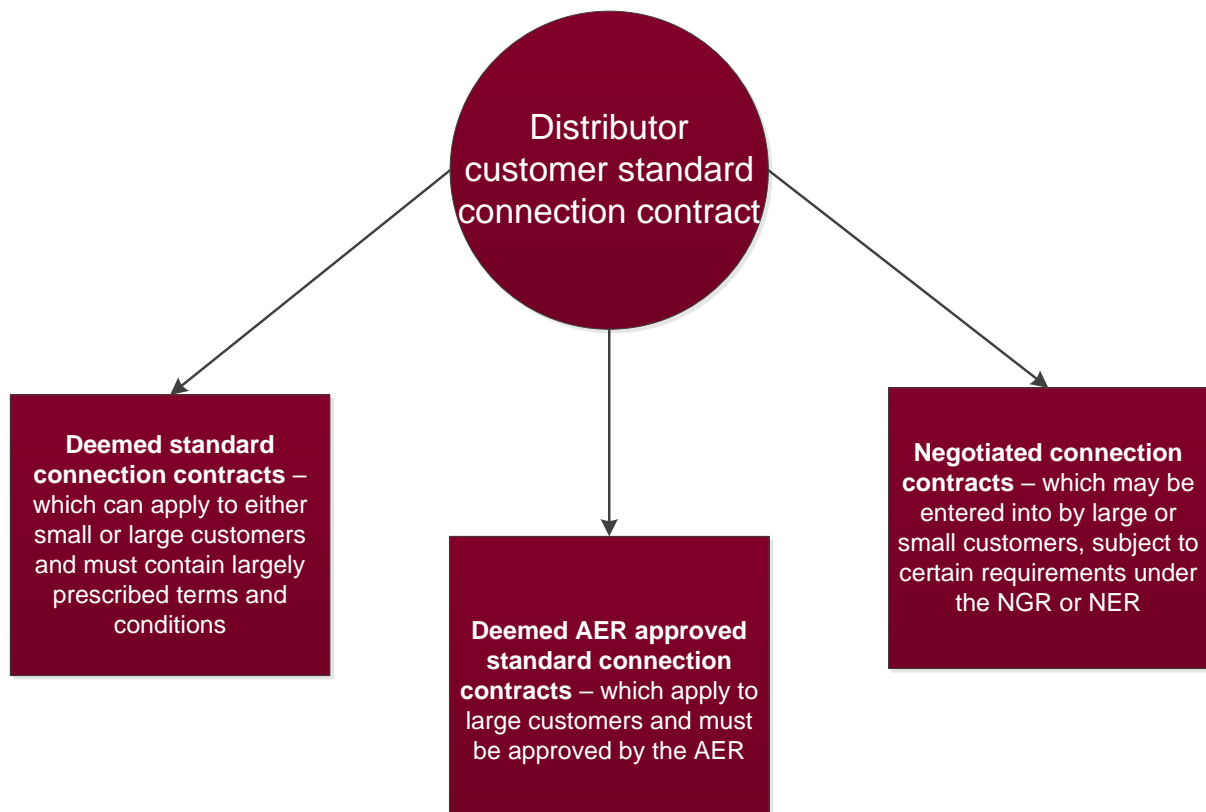 Distributor
customer standard
connection contract
Deemed standard
connection contracts –
which can apply to either
small or large customers
and must contain largely
prescribed terms and
conditions
Deemed AER approved
standard connection
contracts – which apply to
large customers and must
be approved by the AER
Negotiated connection
contracts – which may be
entered into by large or
small customers, subject to
certain requirements under
the NGR or NER